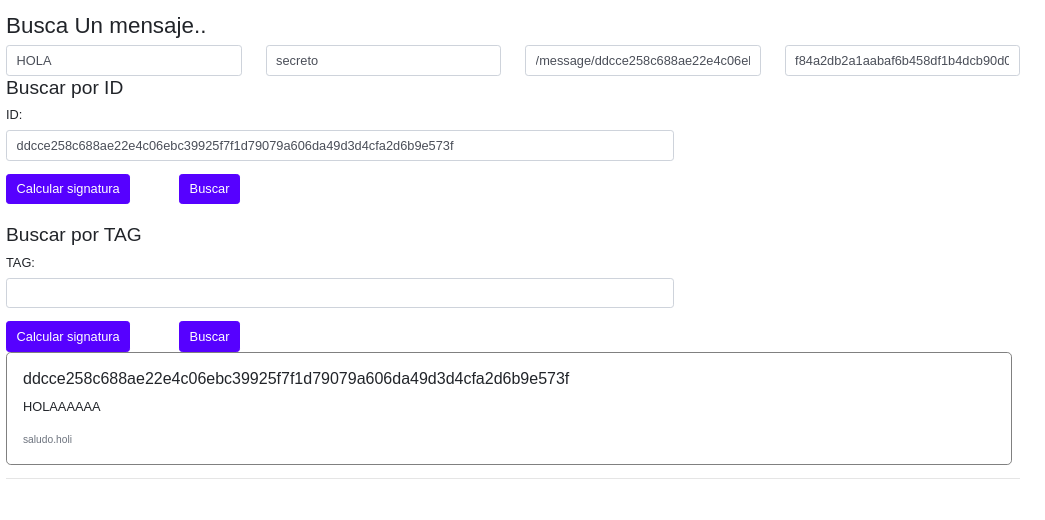 Busca Un mensaje..
HOLA secreto /message/ddcce258c688ae22e4c06el f84a2db2a1aabaf6b458df1b4dcb90d0
Buscar por ID
ID:
ddcce258c688ae22e4c06ebc39925f7f1d79079a606da49d3d4cfa2d6b9e573f
Calcular signatura Buscar
Buscar por TAG
TAG:
Calcular signatura Buscar
ddcce258c688ae22e4c06ebc39925f7f1d79079a606da49d3d4cfa2d6b9e573f
HOLAAAAAA
saludo.holi